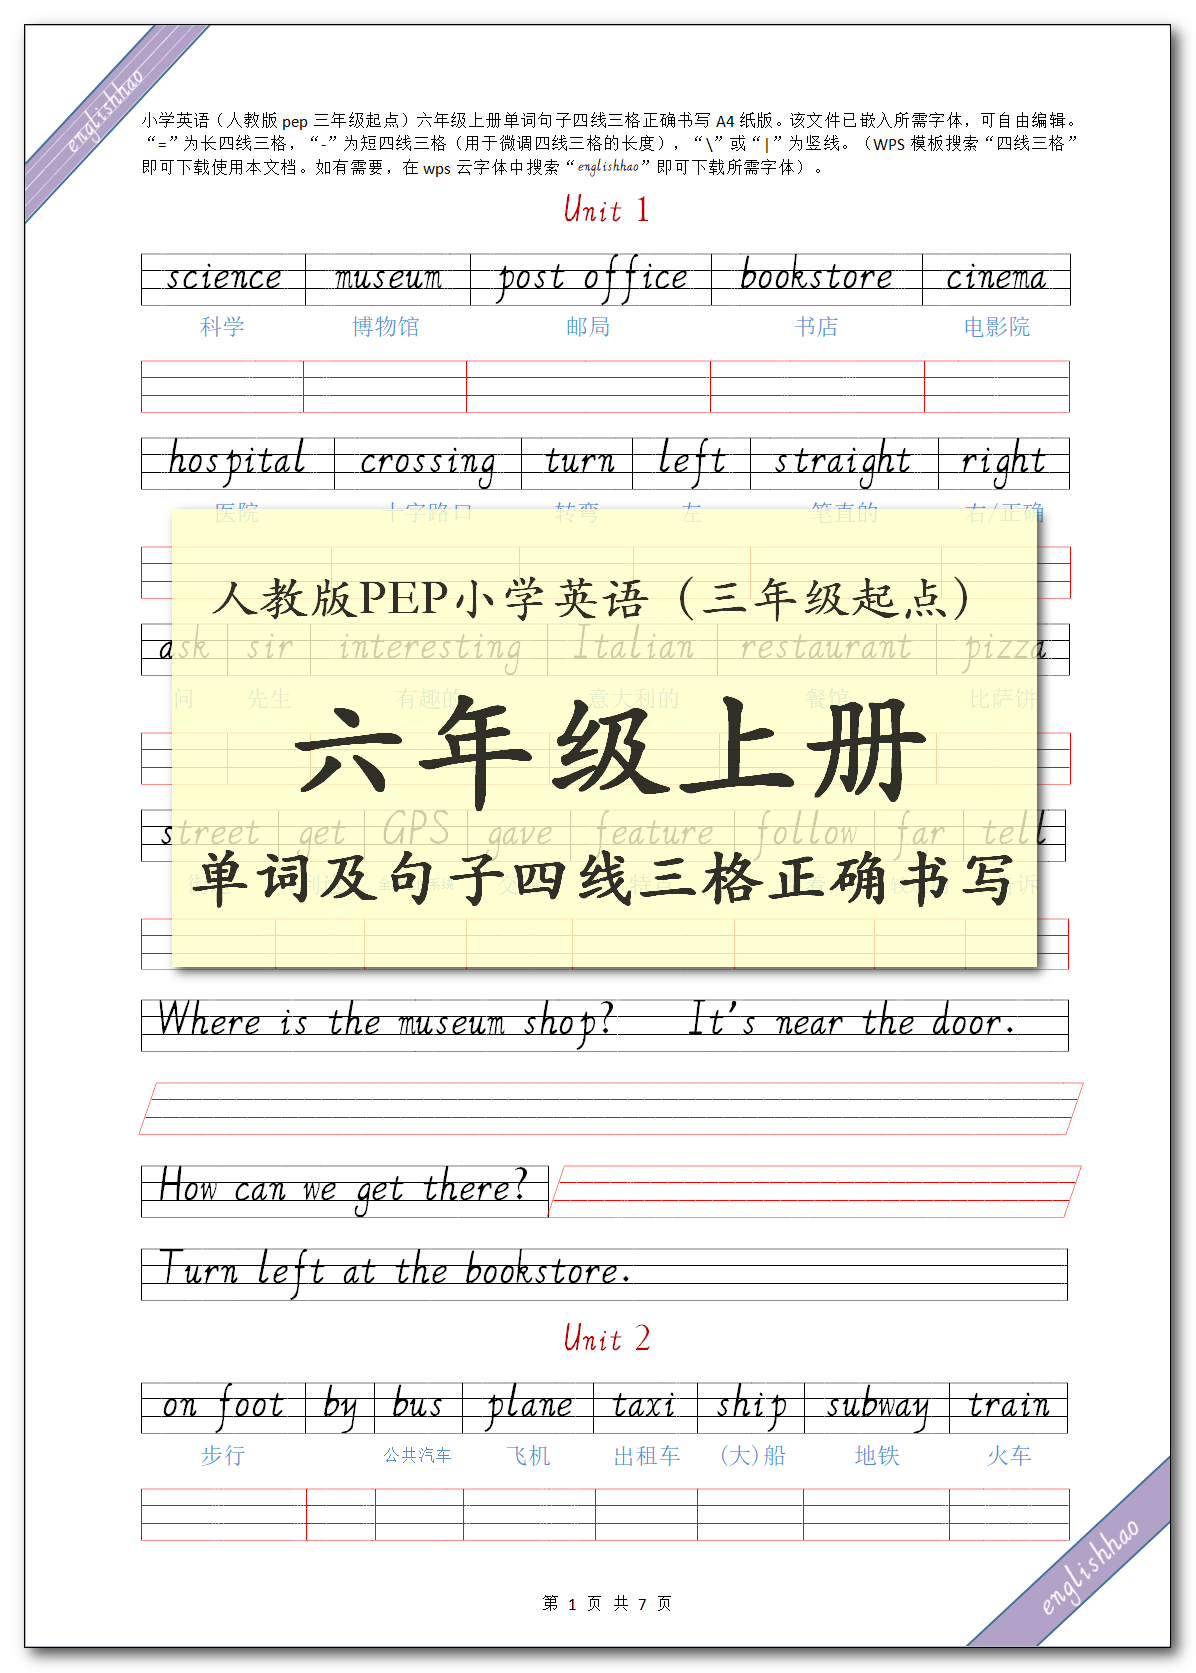 englishhao
小学英语（人教版 pep 三年级起点）六年级上册单词句子四线三格正确书写 A4 纸版。该文件已嵌入所需字体，可自由编辑。
“=”为长四线三格，“-”为短四线三格（用于微调四线三格的长度），“\”或“|”为竖线。（WPS 模板搜索“四线三格”
即可下载使用本文档。如有需要，在 wps 云字体中搜索“englishhao”即可下载所需字体）。
Unit 1
science museum post office bookstore cinema
科学 博物馆 邮局 书店 电影院
hospital crossing turn left straight right
医院 十字路口 转弯 左 笔直的 右/正确
人教版PEP小学英语（三年级起点）
ask sir interesting Italian restaurant pizza
问 先生 有趣的 意大利的 餐馆 比萨饼
六年级上册
street get GPS gave feature follow far tell
单词及句子四线三格正确书写
Where is the museum shop? It's near the door.
How can we get there?
Turn left at the bookstore.
Unit 2
on foot by bus plane taxi ship subway train
步行 公共汽车 飞机 出租车 (大)船 地铁 火车
第 1 页 共 7 页
englishhao